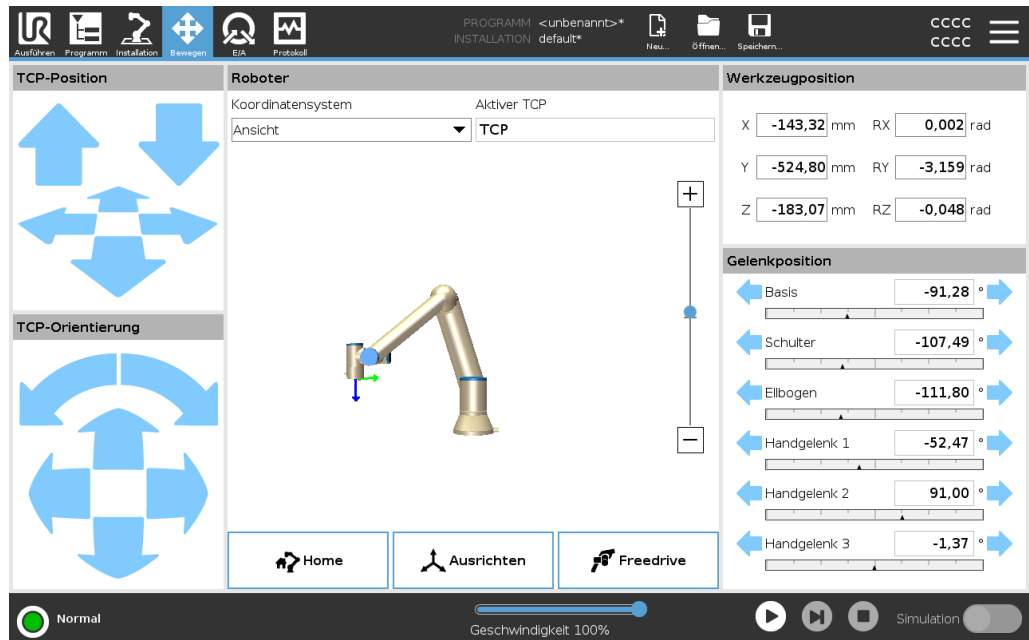 UR
PROGRAMM <unbenannt>*
INSTALLATION default*
CCCC
CCCC
Ausführen Programm Installation Bewegen E/A Protokoll Neu... Öffnen... Speichern...
TCP-Position
Roboter
Werkzeugposition
Koordinatensystem Aktiver TCP
Ansicht TCP
X -143,32 mm RX 0,002 rad
Y -524,80 mm RY -3,159 rad
Z -183,07 mm RZ -0,048 rad
+
−
Gelenkposition
Basis -91,28 °
Schulter -107,49 °
Ellbogen -111,80 °
Handgelenk 1 -52,47 °
Handgelenk 2 91,00 °
Handgelenk 3 -1,37 °
TCP-Orientierung
Home Ausrichten Freedrive
Normal
Geschwindigkeit 100%
Simulation